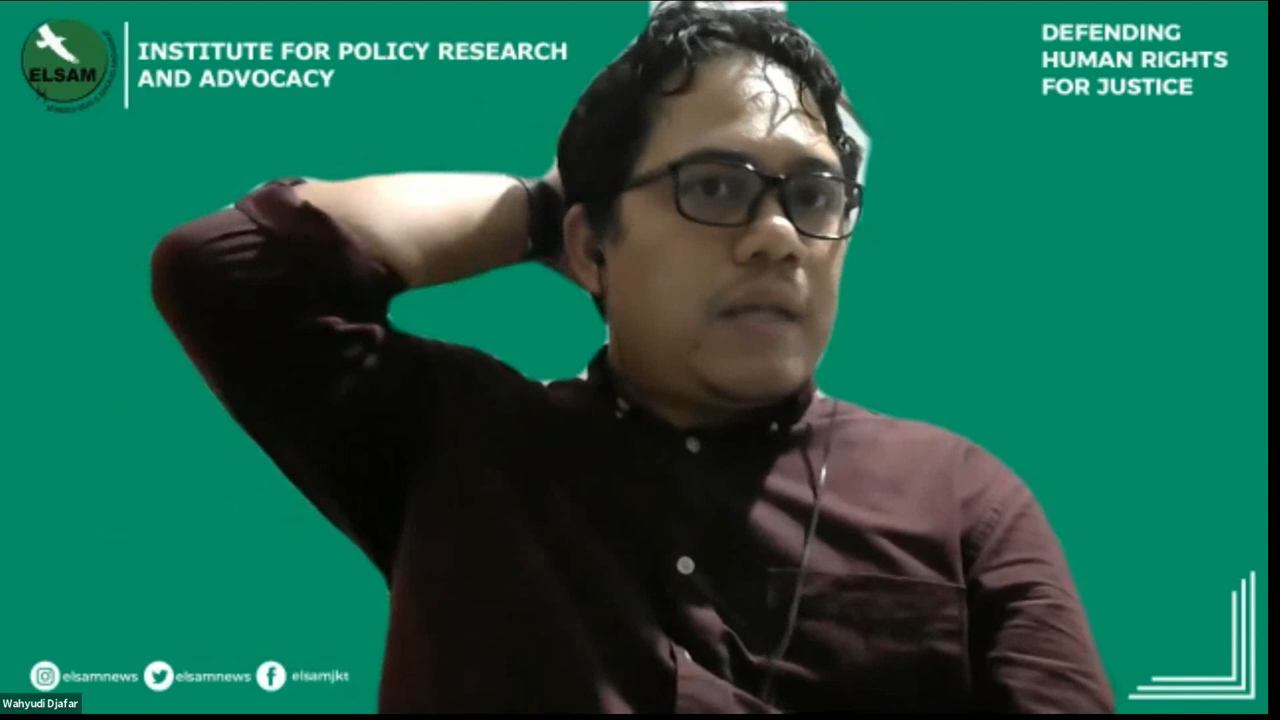 ELSAM
INSTITUTE FOR POLICY RESEARCH
AND ADVOCACY
DEFENDING
HUMAN RIGHTS
FOR JUSTICE
elsamnews elsamnews elsamjkt
Wahyudi Djafar